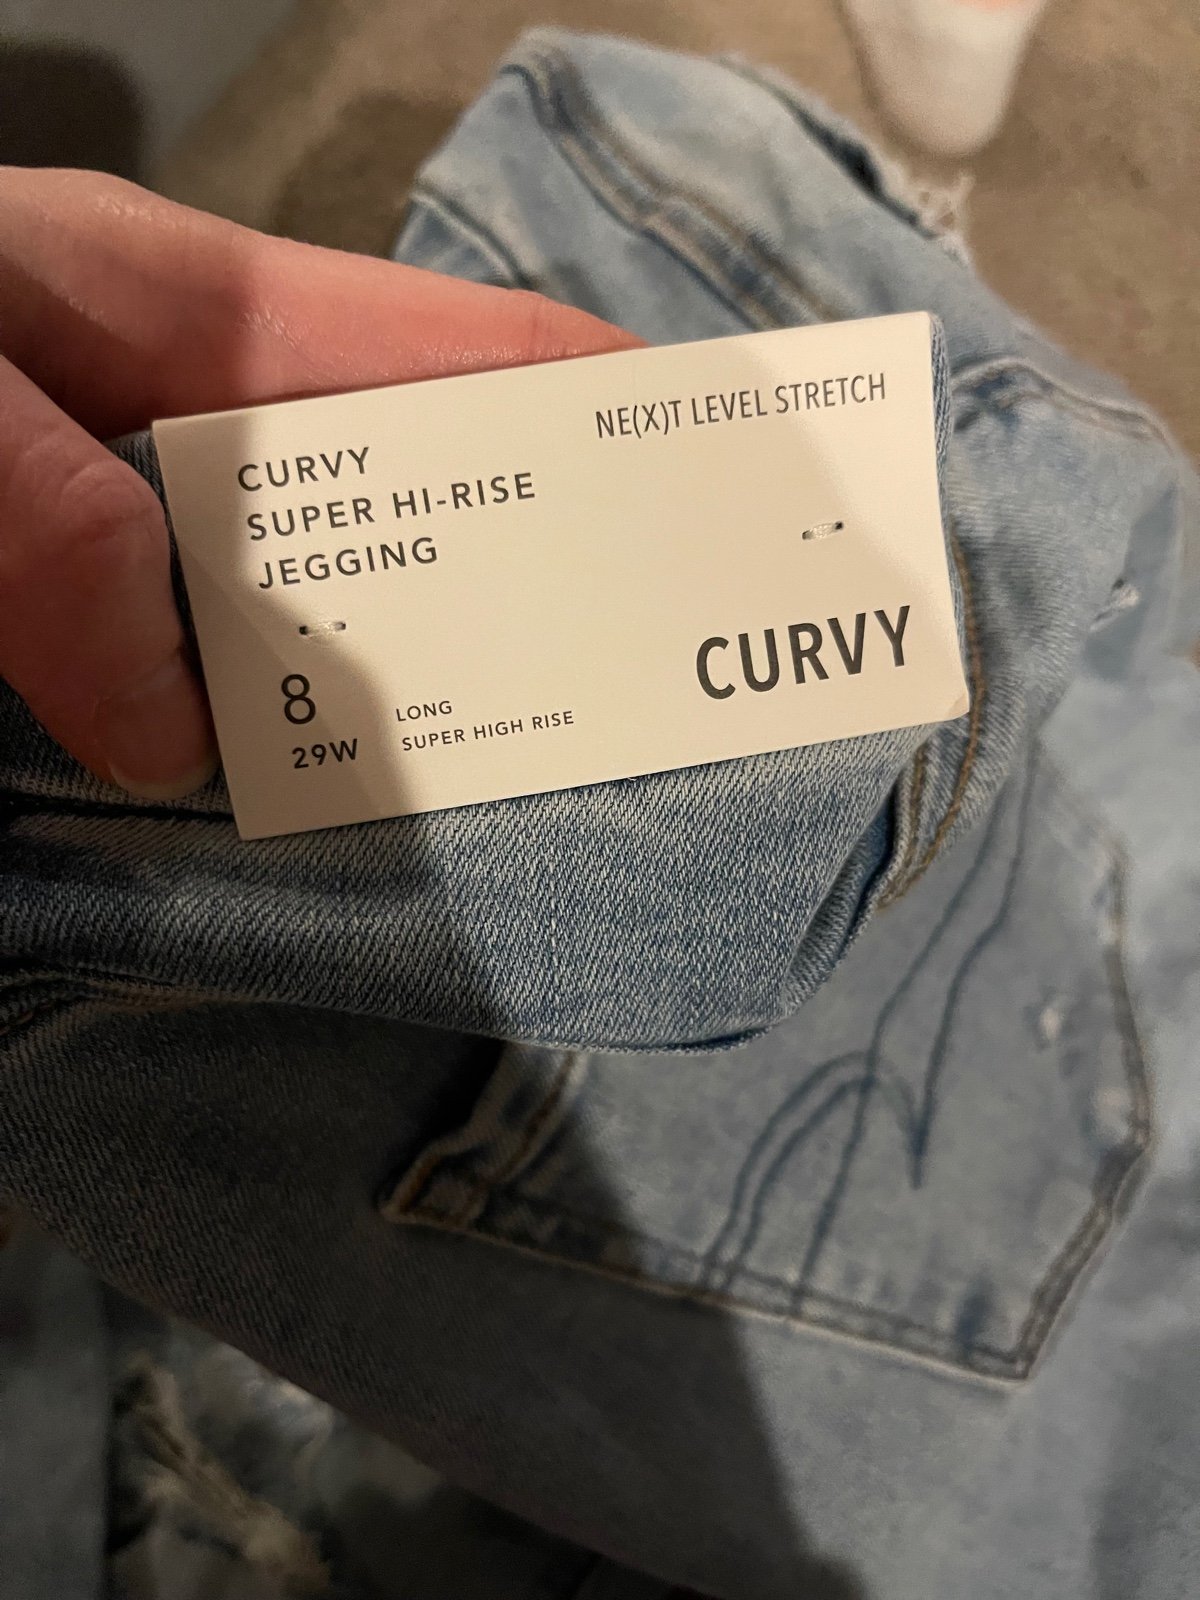 NE(X)T LEVEL STRETCH
CURVY
SUPER HI-RISE
JEGGING
8
29W
LONG
SUPER HIGH RISE
CURVY